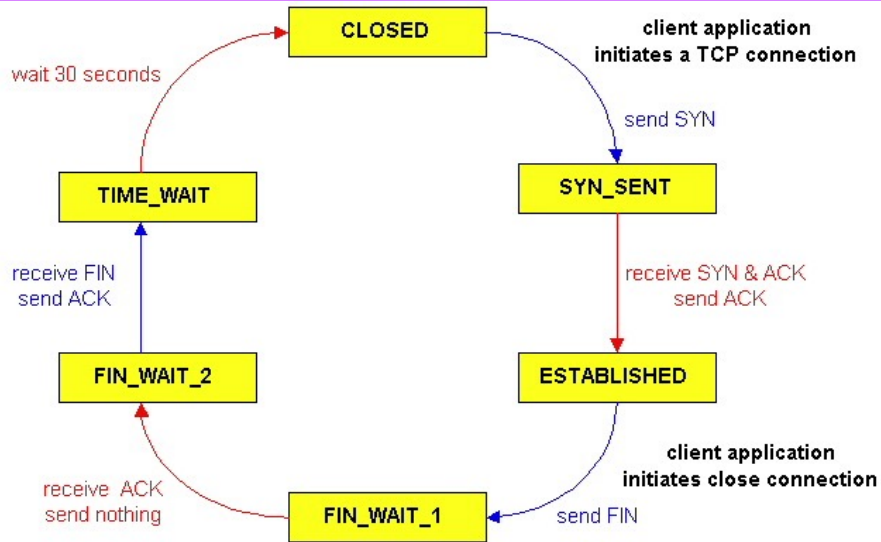 CLOSED
client application
initiates a TCP connection
wait 30 seconds
send SYN
TIME_WAIT
SYN_SENT
receive FIN
send ACK
receive SYN & ACK
send ACK
FIN_WAIT_2
ESTABLISHED
client application
initiates close connection
receive ACK
send nothing
FIN_WAIT_1
send FIN